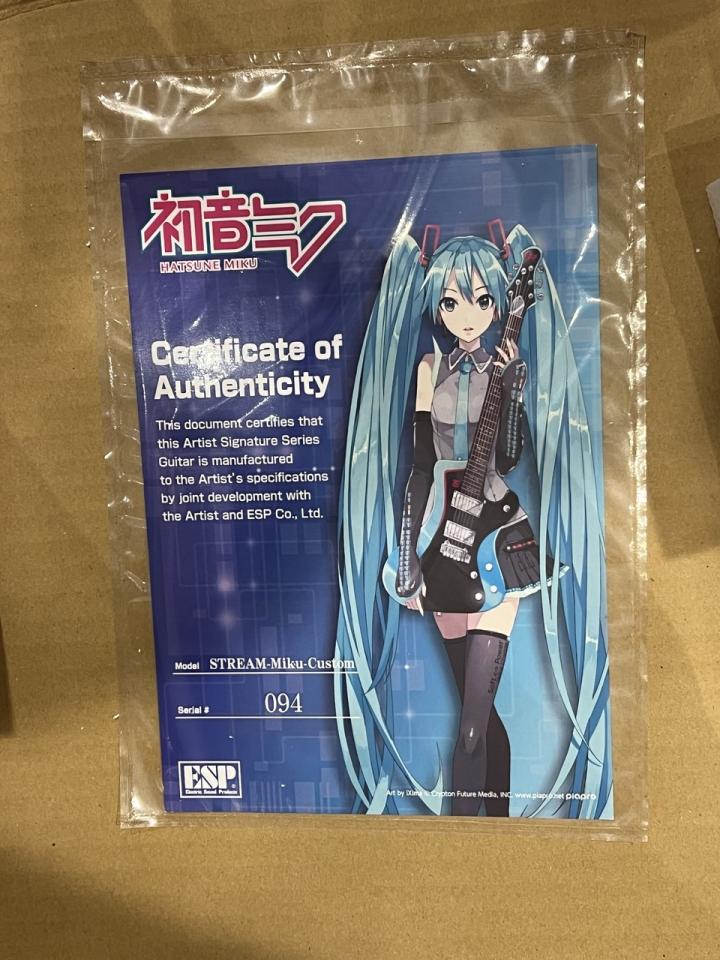 初音ミク
HATSUNE MIKU
Certificate of
Authenticity
This document certifies that
this Artist Signature Series
Guitar is manufactured
to the Artist's specifications
by joint development with
the Artist and ESP Co., Ltd.
Model STREAM-Miku-Custom
Serial # 094
ESP®
Electric Sound Products
Art by iXima © Crypton Future Media, INC. www.piapro.net piapro